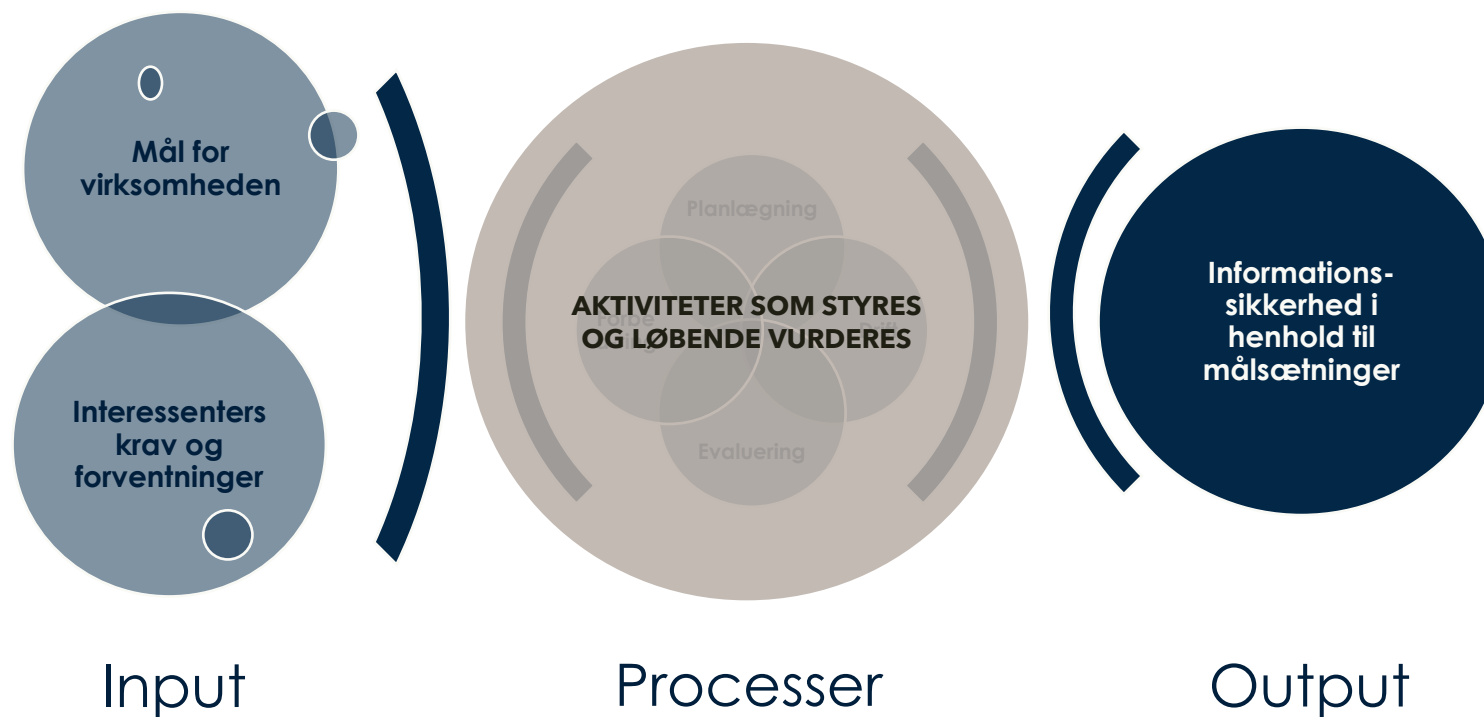 Mål for
virksomheden
Interessenters
krav og
forventninger
Planlægning
AKTIVITETER SOM STYRES
OG LØBENDE VURDERES
Evaluering
Informations-
sikkerhed i
henhold til
målsætninger
Input
Processer
Output